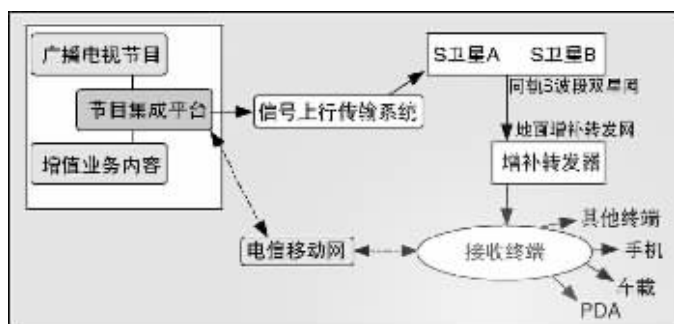 广播电视节目
节目集成平台
增值业务内容
信号上行传输系统
S卫星A S卫星B
同轨S波段双星网
地面增补转发网
增补转发器
电信移动网
接收终端
其他终端
手机
车载
PDA